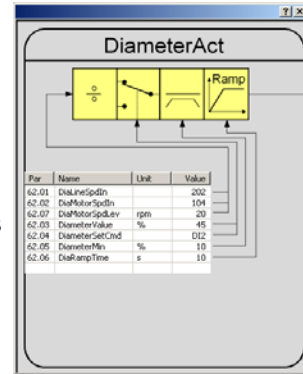 ? ×
DiameterAct
÷ +Ramp
Par Name Unit Value
62.01 DiaLineSpdIn 202
62.02 DiaMotorSpdIn 104
62.07 DiaMotorSpdLev rpm 20
62.03 DiameterValue % 45
62.04 DiameterSetCmd DI2
62.05 DiameterMin % 10
62.06 DiaRampTime s 10